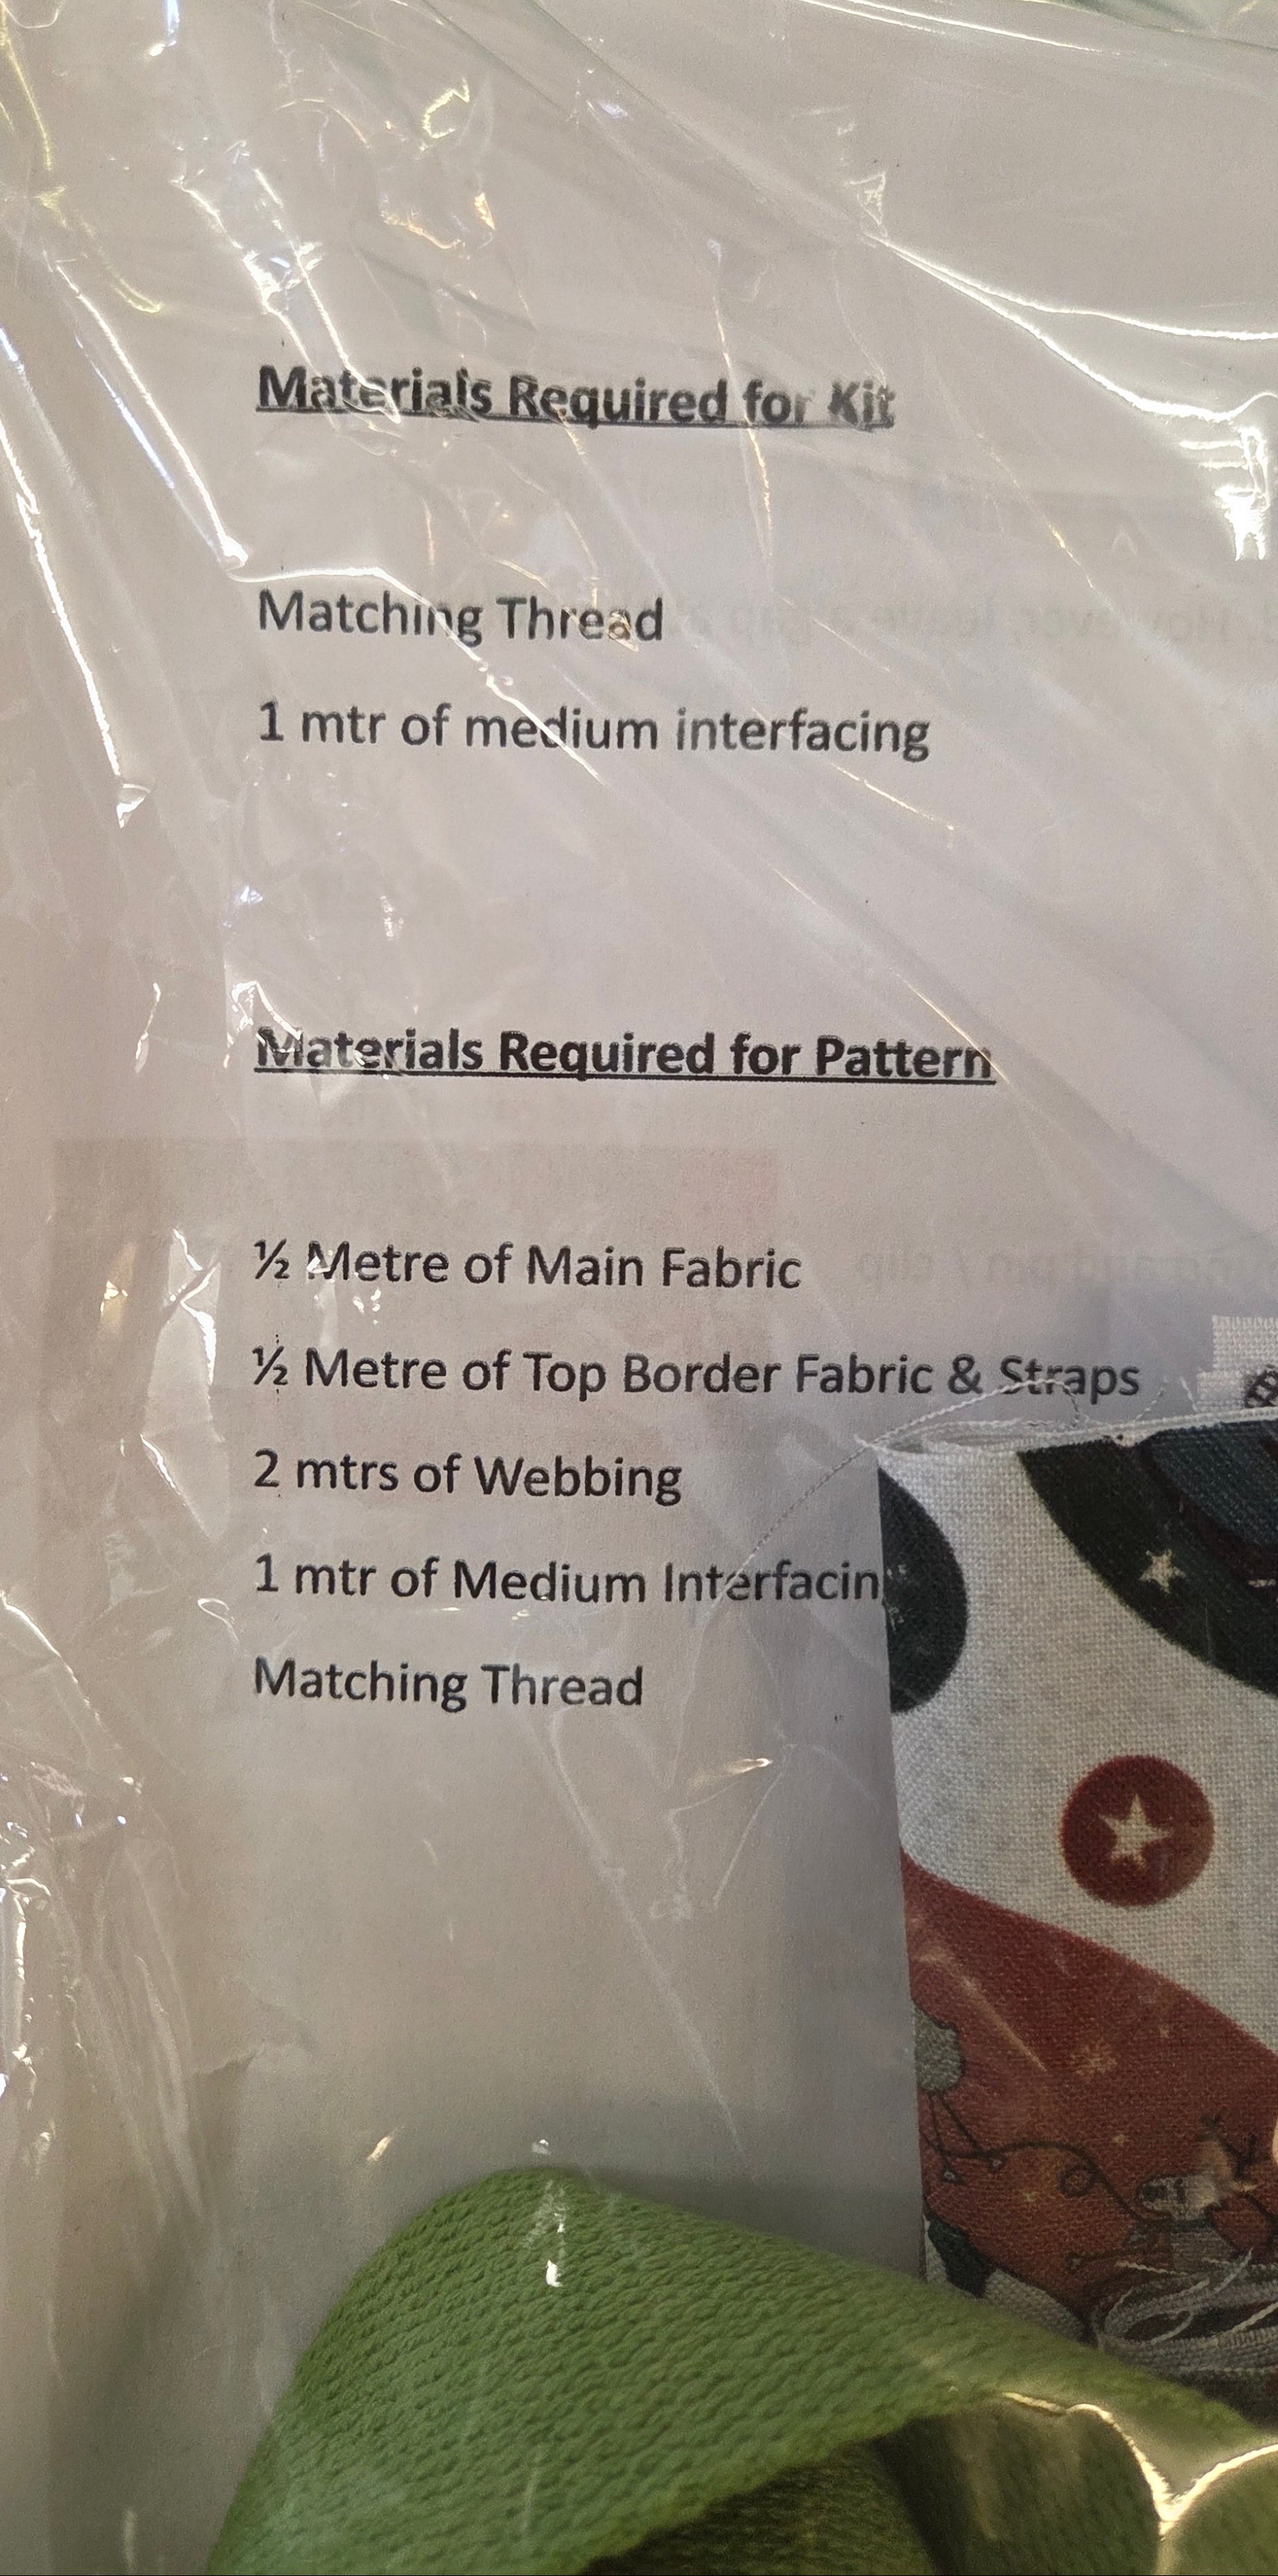 Materials Required for Kit
Matching Thread
1 mtr of medium interfacing
Materials Required for Pattern
½ Metre of Main Fabric
½ Metre of Top Border Fabric & Straps
2 mtrs of Webbing
1 mtr of Medium Interfacin
Matching Thread